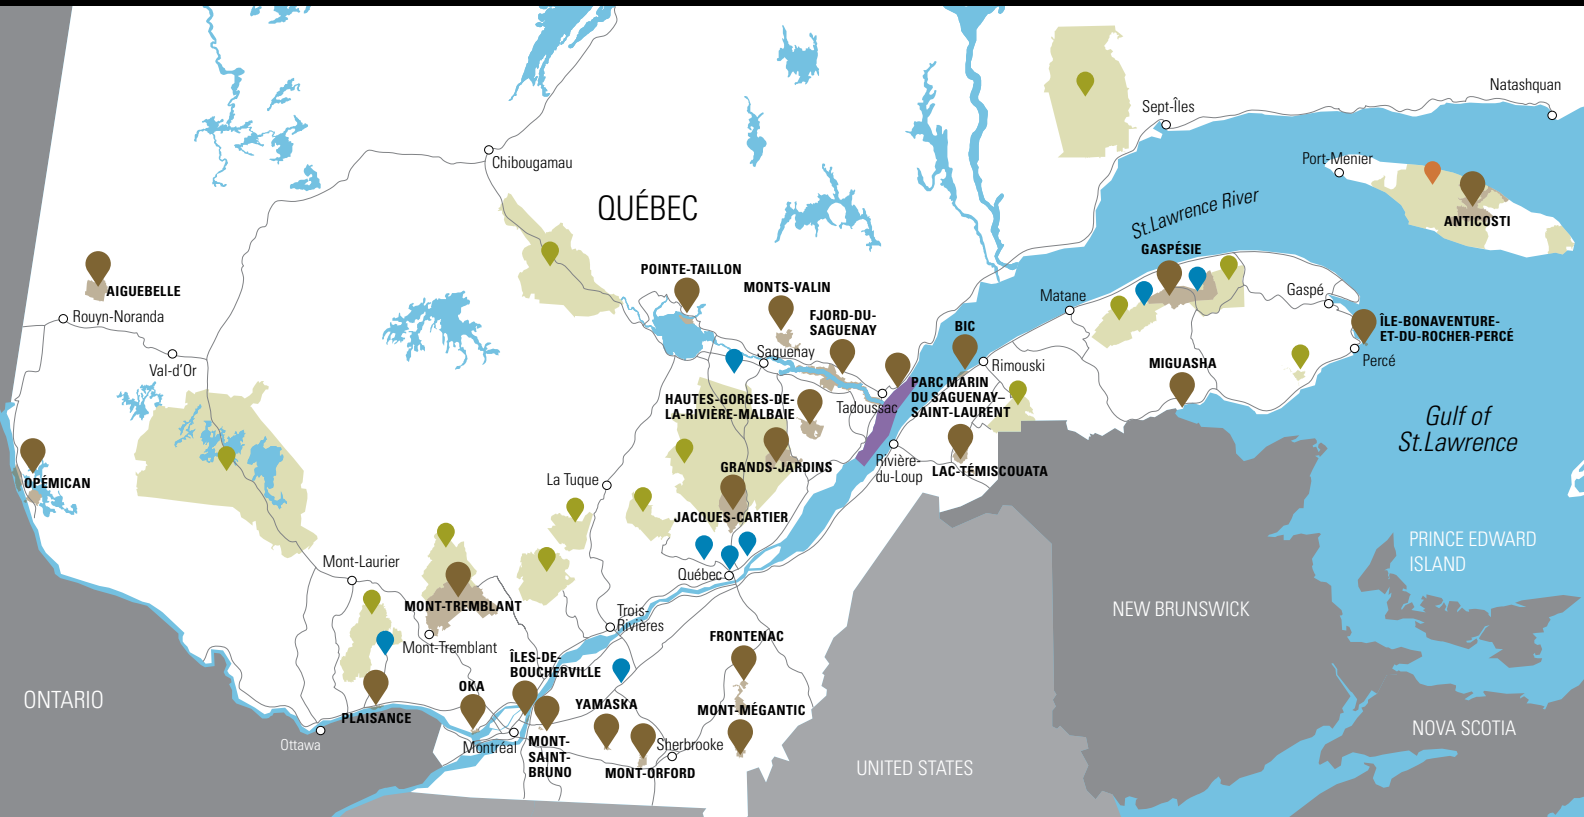 Natashquan
Sept-Îles
Chibougamau
Port-Menier
QUÉBEC
St.Lawrence River
ANTICOSTI
GASPÉSIE
POINTE-TAILLON
MONTS-VALIN
AIGUEBELLE
Matane
Gaspé
Rouyn-Noranda
FJORD-DU-
SAGUENAY
BIC
ÎLE-BONAVENTURE-
ET-DU-ROCHER-PERCÉ
Saguenay
Percé
Val-d'Or
Rimouski
MIGUASHA
PARC MARIN
DU SAGUENAY–
SAINT-LAURENT
HAUTES-GORGES-DE-
LA-RIVIÈRE-MALBAIE
Tadoussac
Gulf of
St.Lawrence
GRANDS-JARDINS
Rivière-
du-Loup
LAC-TÉMISCOUATA
OPÉMICAN
La Tuque
JACQUES-CARTIER
PRINCE EDWARD
ISLAND
Mont-Laurier
Québec
MONT-TREMBLANT
Trois-
Rivières
NEW BRUNSWICK
Mont-Tremblant
FRONTENAC
ÎLES-DE-
BOUCHERVILLE
OKA
ONTARIO
YAMASKA
MONT-MÉGANTIC
PLAISANCE
NOVA SCOTIA
Ottawa
Montréal
MONT-
SAINT-
BRUNO
Sherbrooke
MONT-ORFORD
UNITED STATES